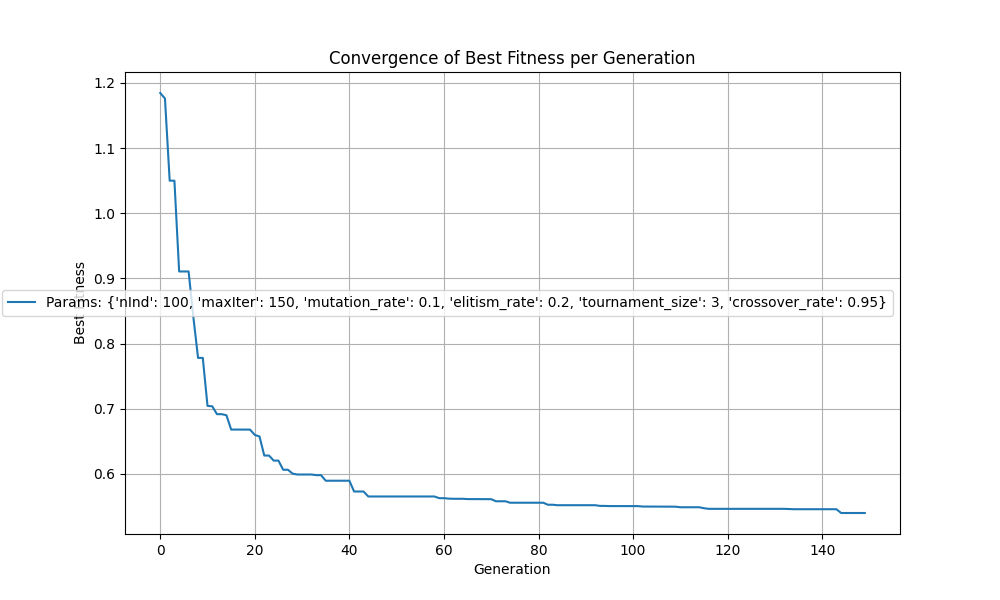 Convergence of Best Fitness per Generation
1.2
1.1
1.0
0.9
0.8
0.7
0.6
Best
ness
Params: {'nInd': 100, 'maxIter': 150, 'mutation_rate': 0.1, 'elitism_rate': 0.2, 'tournament_size': 3, 'crossover_rate': 0.95}
0 20 40 60 80 100 120 140
Generation